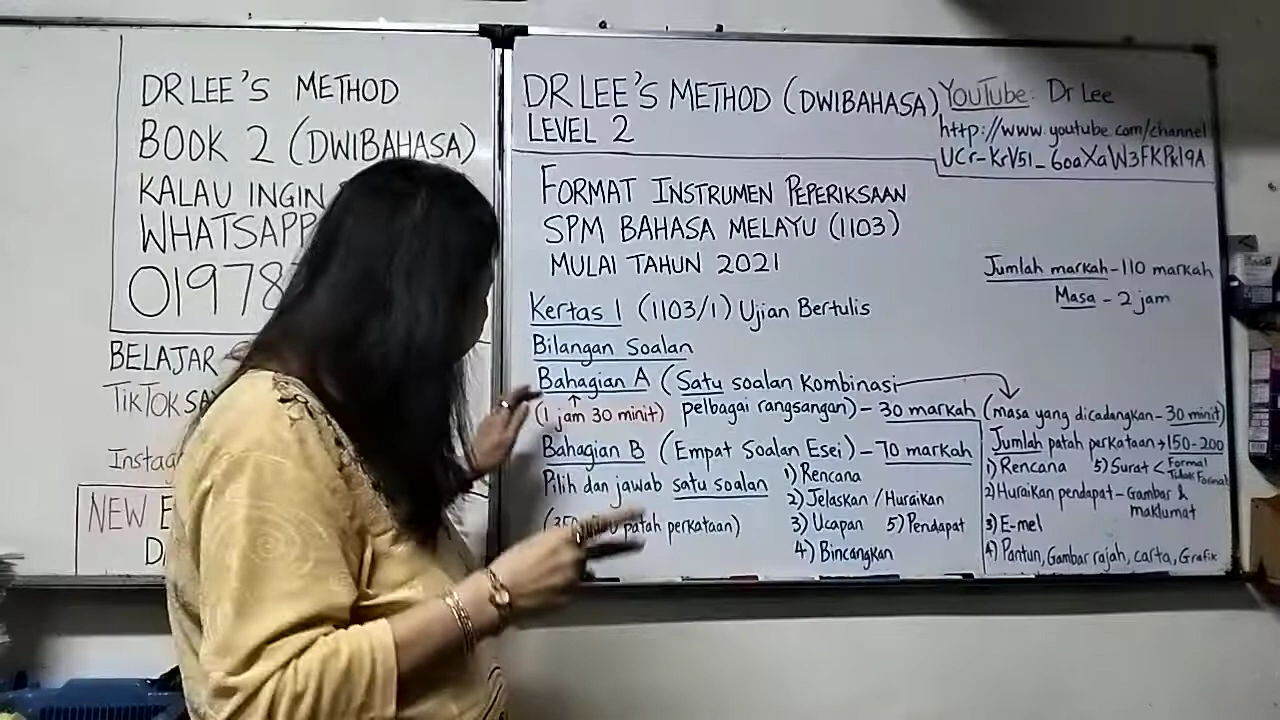 DR LEE'S METHOD
BOOK 2 (DWIBAHASA)
KALAU INGIN
WHATSAPP
01978
BELAJAR
TikTok
Instag
NEW
DR LEE'S METHOD (DWIBAHASA)
LEVEL 2
YouTube: Dr Lee
http://www.youtube.com/channel
UCr-KrV51_6oaXaW3FKPkl9A
FORMAT INSTRUMEN PEPERIKSAAN
SPM BAHASA MELAYU (1103)
MULAI TAHUN 2021
Jumlah markah - 110 markah
Masa - 2 jam
Kertas 1 (1103/1) Ujian Bertulis
Bilangan Soalan
Bahagian A (Satu soalan kombinasi
(1 jam 30 minit) pelbagai rangsangan) - 30 markah (masa yang dicadangkan - 30 minit)
Bahagian B (Empat Soalan Esei) - 70 markah
Pilih dan jawab satu soalan
patah perkataan)
1) Rencana
2) Jelaskan / Huraikan
3) Ucapan 5) Pendapat
4) Bincangkan
Jumlah patah perkataan → 150-200
1) Rencana 5) Surat < Formal
Tidak Formal
2) Huraikan pendapat - Gambar &
maklumat
3) E-mel
4) Pantun, Gambar rajah, carta, Grafik